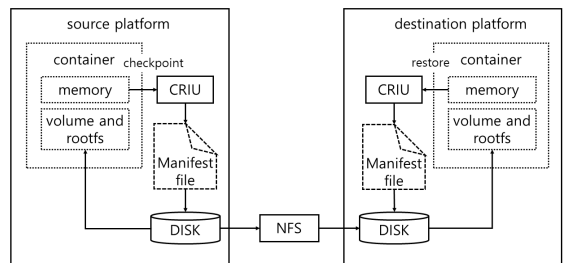 source platform
container
checkpoint
memory
CRIU
volume and
rootfs
Manifest
file
DISK
NFS
destination platform
container
restore
CRIU
memory
volume and
rootfs
Manifest
file
DISK